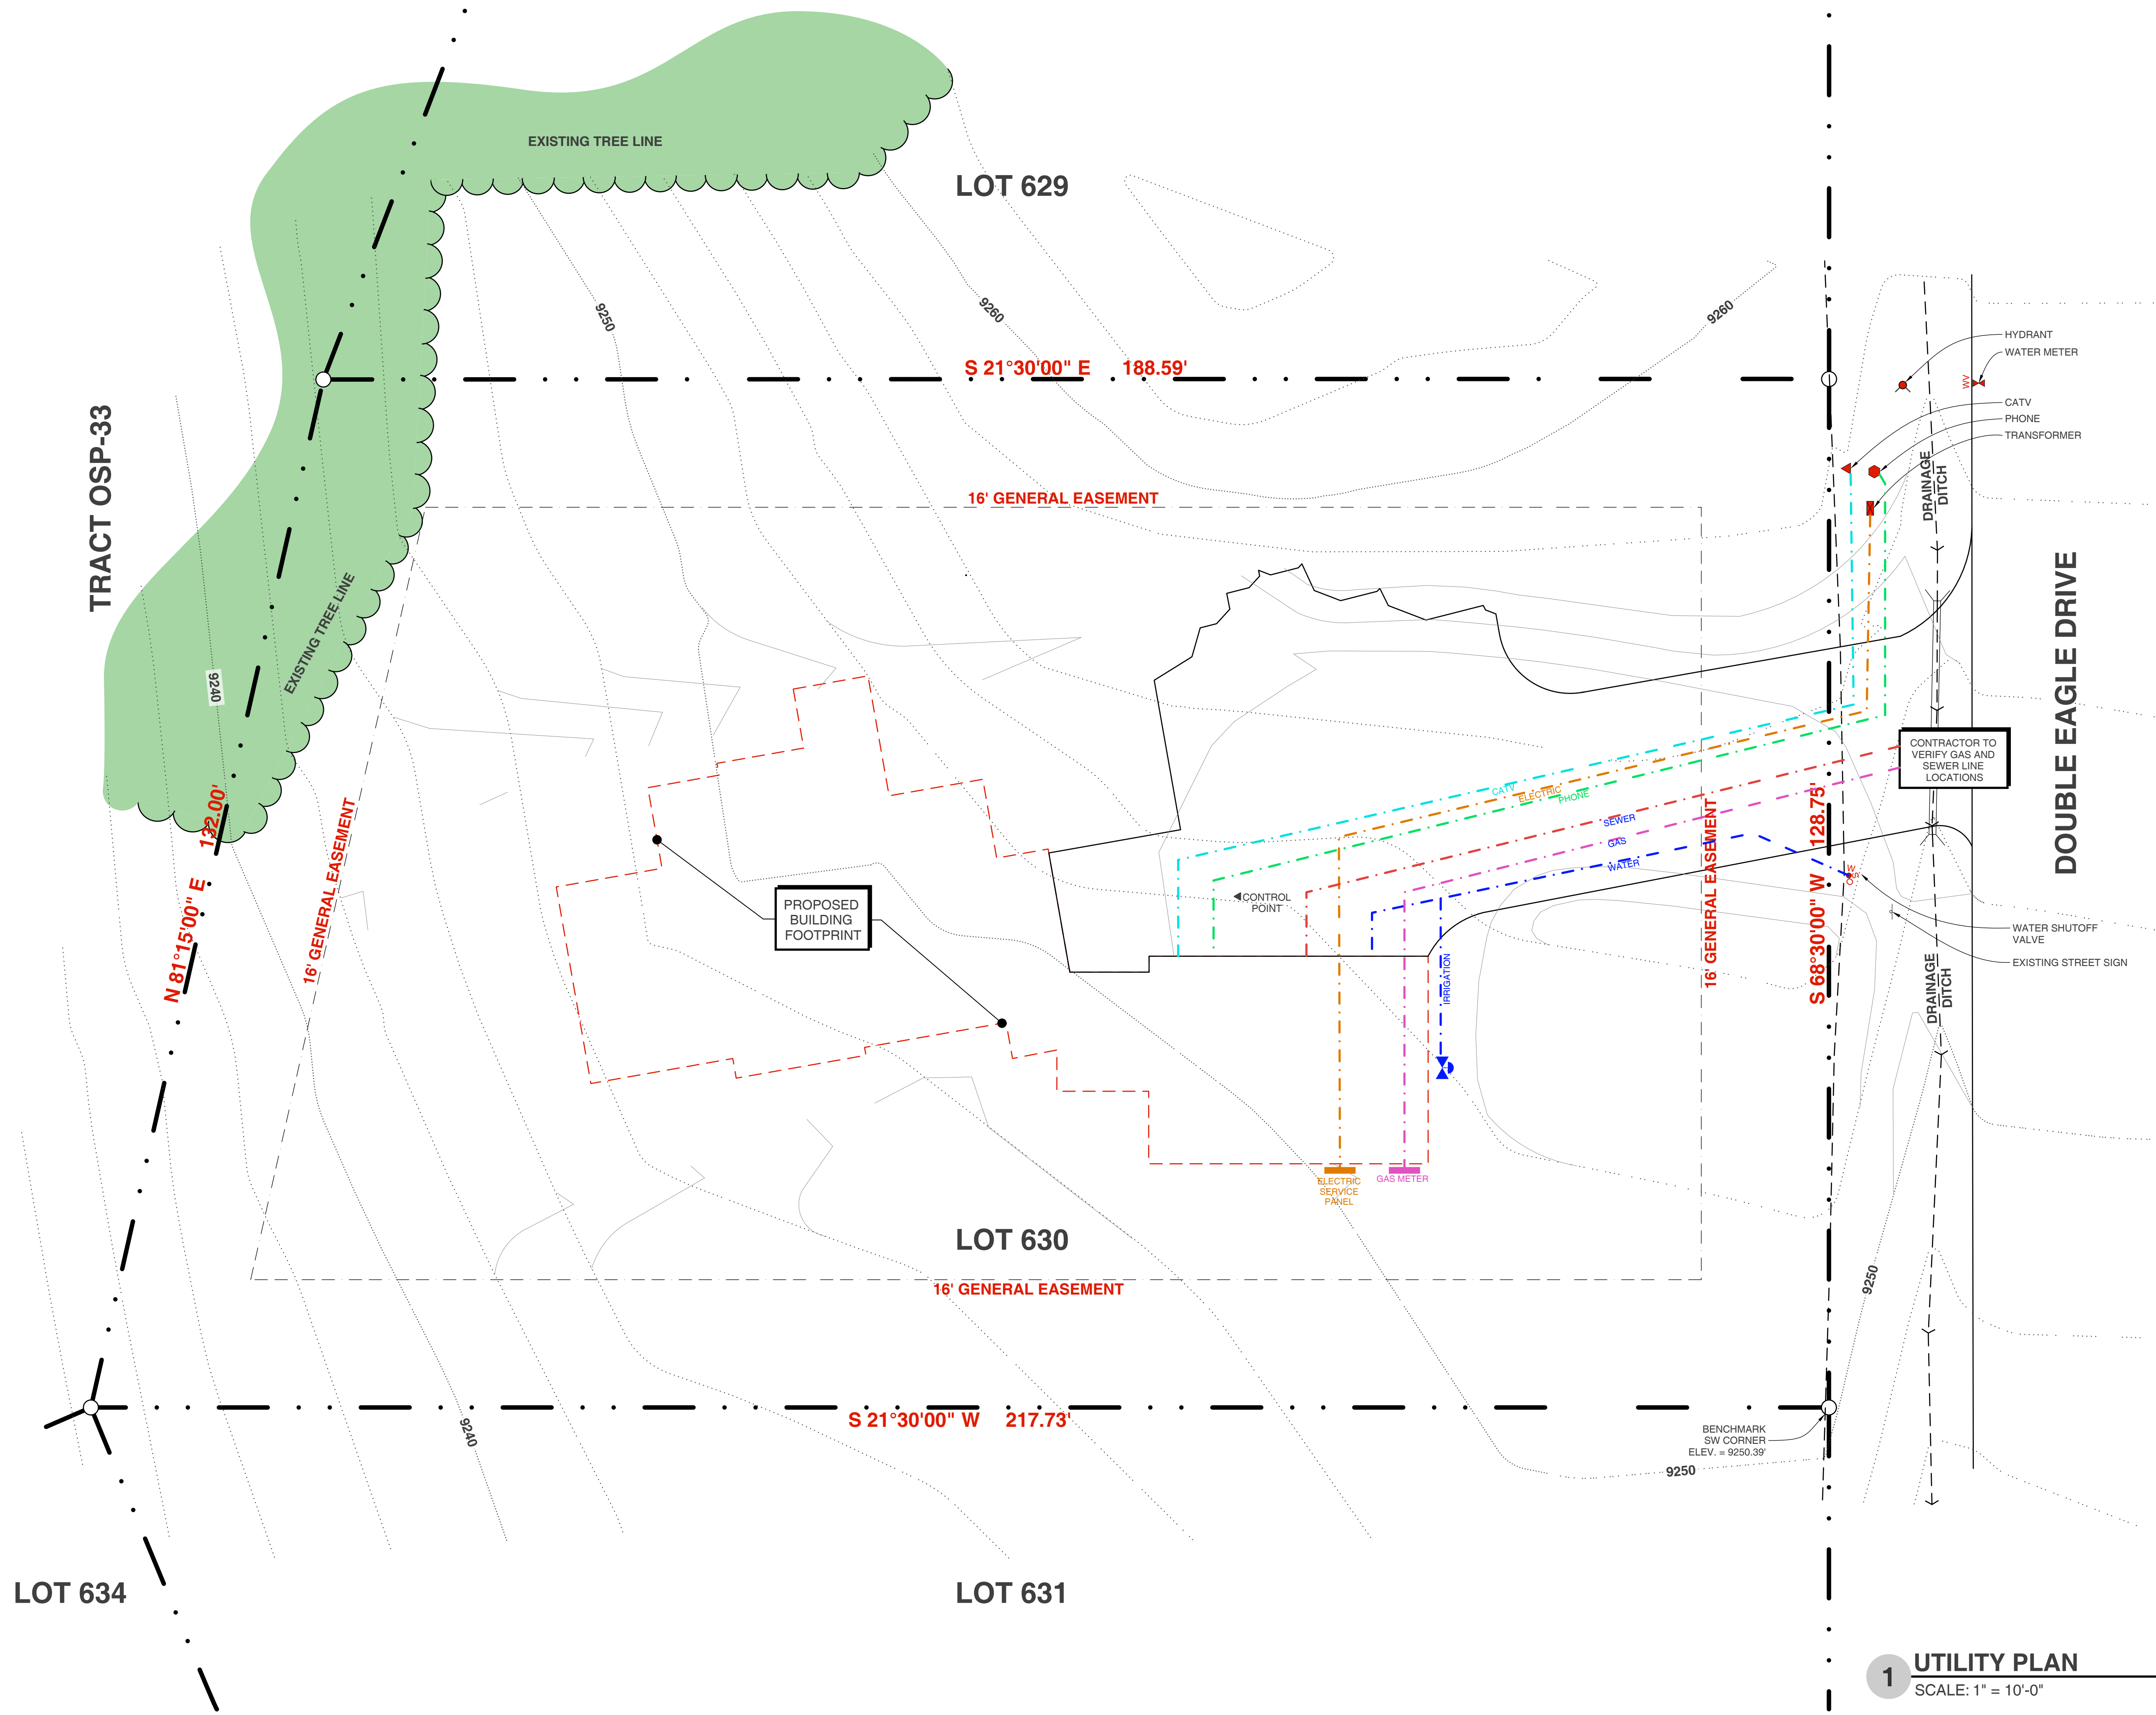 EXISTING TREE LINE
LOT 629
9250
9260
9260
S 21°30'00" E 188.59'
HYDRANT
WATER METER
WV
CATV
PHONE
TRANSFORMER
DRAINAGE
DITCH
TRACT OSP-33
16' GENERAL EASEMENT
EXISTING TREE LINE
9240
DOUBLE EAGLE DRIVE
CONTRACTOR TO
VERIFY GAS AND
SEWER LINE
LOCATIONS
CATV
ELECTRIC
PHONE
SEWER
GAS
WATER
N 81°15'00" E 132.00'
16' GENERAL EASEMENT
16' GENERAL EASEMENT
S 68°30'00" W 128.75'
WSO
PROPOSED
BUILDING
FOOTPRINT
CONTROL
POINT
WATER SHUTOFF
VALVE
EXISTING STREET SIGN
IRRIGATION
DRAINAGE
DITCH
ELECTRIC
SERVICE
PANEL
GAS METER
LOT 630
16' GENERAL EASEMENT
9250
S 21°30'00" W 217.73'
9240
BENCHMARK
SW CORNER
ELEV. = 9250.39'
9250
LOT 634
LOT 631
1 UTILITY PLAN
SCALE: 1" = 10'-0"